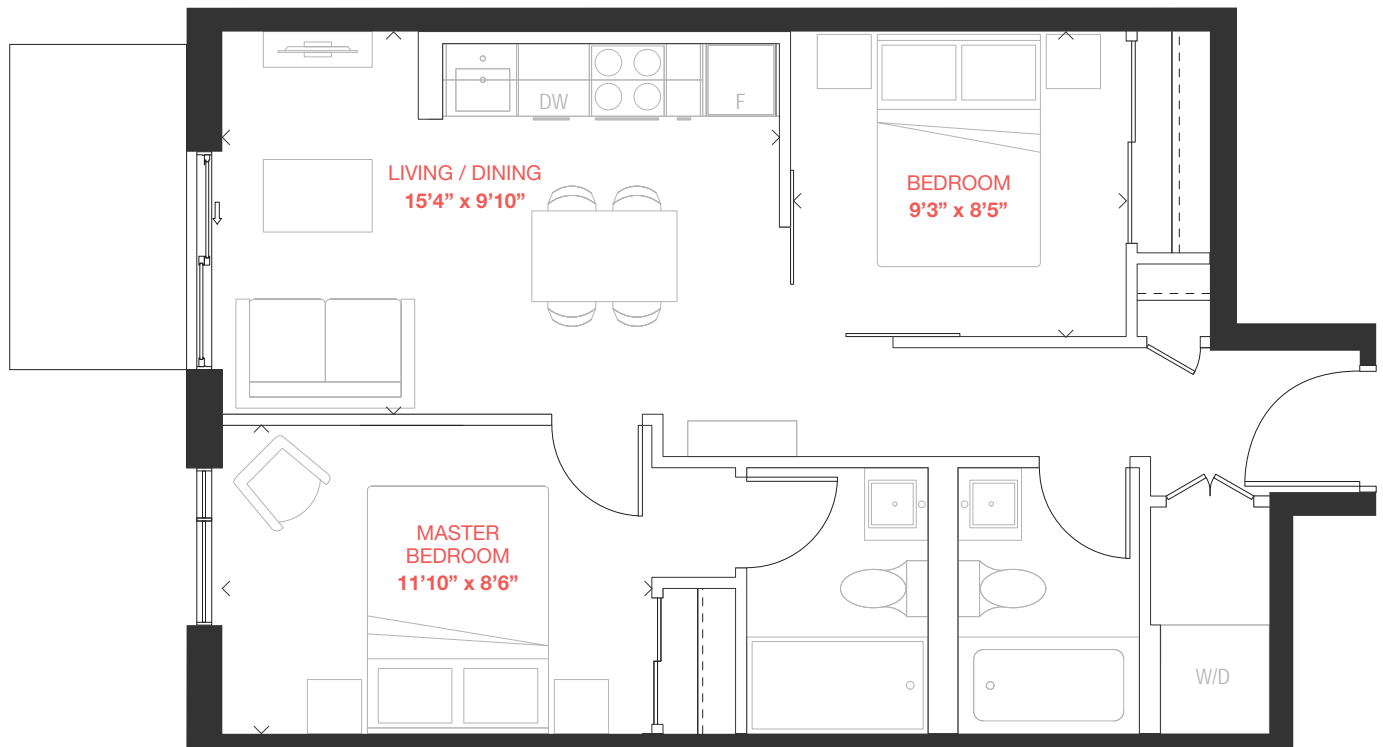 DW
F
LIVING / DINING
15’4” x 9’10”
BEDROOM
9’3” x 8’5”
MASTER
BEDROOM
11’10” x 8’6”
W/D